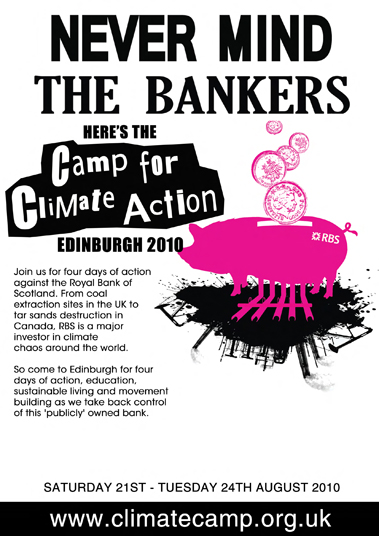 NEVER MIND
THE BANKERS
HERE'S THE
Camp for
CLiMate Action
EDINBURGH 2010
RBS
Join us for four days of action
against the Royal Bank of
Scotland. From coal
extraction sites in the UK to
tar sands destruction in
Canada, RBS is a major
investor in climate
chaos around the world.
So come to Edinburgh for four
days of action, education,
sustainable living and movement
building as we take back control
of this 'publicly' owned bank.
SATURDAY 21ST - TUESDAY 24TH AUGUST 2010
www.climatecamp.org.uk